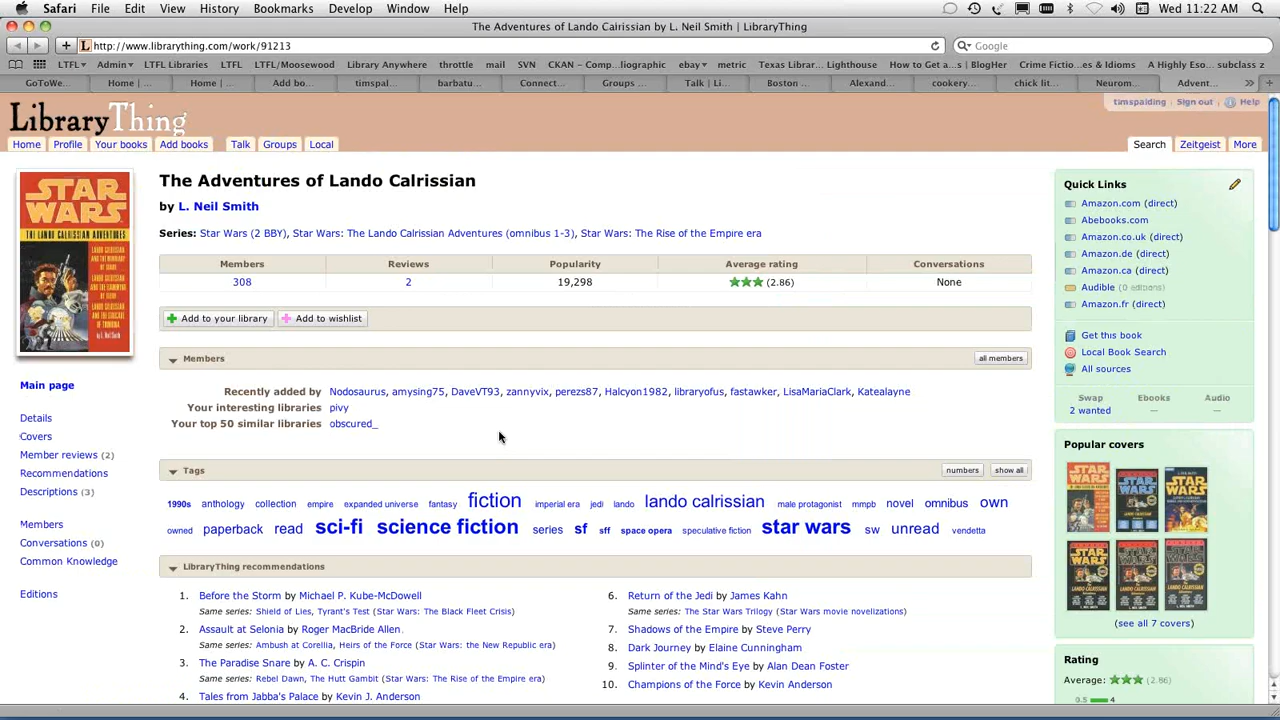 Safari File Edit View History Bookmarks Develop Window Help Wed 11:22 AM
The Adventures of Lando Calrissian by L. Neil Smith | LibraryThing
http://www.librarything.com/work/91213 Google
LTFL Admin LTFL Libraries LTFL LTFL/Moosewood Library Anywhere throttle mail SVN CKAN – Comp...liographic ebay metric Texas Librar... Lighthouse How to Get a...| BlogHer Crime Fictio...es & Idioms A Hughesy...subclass z
GoToWe... Home | ... Home | ... Add bo... timspal... barbatu... Connect... Groups ... Talk | Li... Boston ... Alexand... cookery... chick lit... Neurom... Advent...
LibraryThing
timspalding Sign out Help
Home Profile Your books Add books Talk Groups Local Search Zeitgeist More
STAR WARS
THE LANDO CALRISSIAN ADVENTURES
The Adventures of Lando Calrissian
by L. Neil Smith
Series: Star Wars (2 BBY), Star Wars: The Lando Calrissian Adventures (omnibus 1-3), Star Wars: The Rise of the Empire era
Members Reviews Popularity Average rating Conversations
308 2 19,298 (2.86) None
Add to your library Add to wishlist
Members all members
Recently added by Nodosaurus, amysing75, DaveVT93, zannyvix, perezs87, Halcyon1982, libraryofus, fastawker, LisaMariaClark, Katealayne
Your interesting libraries pivy
Your top 50 similar libraries obscured_
Tags numbers show all
1990s anthology collection empire expanded universe fantasy fiction imperial era jedi lando lando calrissian male protagonist mmpb novel omnibus own
owned paperback read sci-fi science fiction series sf sff space opera speculative fiction star wars sw unread vendetta
LibraryThing recommendations
1. Before the Storm by Michael P. Kube-McDowell
Same series: Shield of Lies, Tyrant's Test (Star Wars: The Black Fleet Crisis)
2. Assault at Selonia by Roger MacBride Allen
Same series: Ambush at Corellia, Heirs of the Force (Star Wars: the New Republic era)
3. The Paradise Snare by A. C. Crispin
Same series: Rebel Dawn, The Hutt Gambit (Star Wars: The Rise of the Empire era)
4. Tales from Jabba's Palace by Kevin J. Anderson
6. Return of the Jedi by James Kahn
Same series: The Star Wars Trilogy (Star Wars movie novelizations)
7. Shadows of the Empire by Steve Perry
8. Dark Journey by Elaine Cunningham
9. Splinter of the Mind's Eye by Alan Dean Foster
10. Champions of the Force by Kevin Anderson
Main page
Details
Covers
Member reviews (2)
Recommendations
Descriptions (3)
Members
Conversations (0)
Common Knowledge
Editions
Quick Links
Amazon.com (direct)
Abebooks.com
Amazon.co.uk (direct)
Amazon.de (direct)
Amazon.ca (direct)
Audible (0 editions)
Amazon.fr (direct)
Get this book
Local Book Search
All sources
Swap Ebooks Audio
2 wanted — —
Popular covers
(see all 7 covers)
Rating
Average: (2.86)
0.5 4